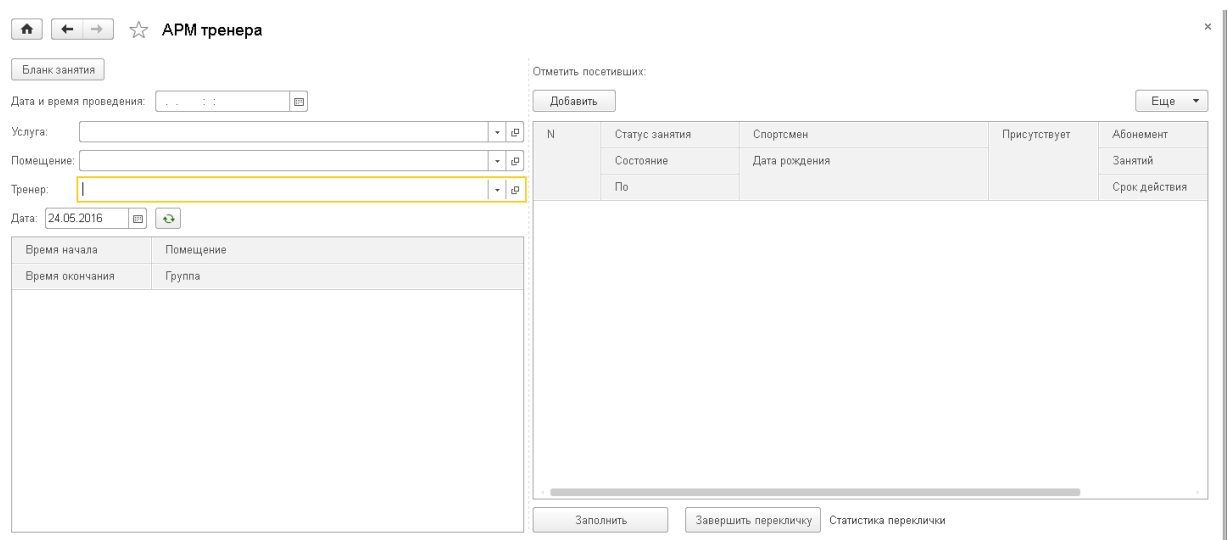 АРМ тренера
Бланк занятия
Дата и время проведения: . . : :
Услуга:
Помещение:
Тренер:
Дата: 24.05.2016
Время начала Помещение
Время окончания Группа
Отметить посетивших:
Добавить Еще
N Статус занятия Спортсмен Присутствует Абонемент
Состояние Дата рождения Занятий
По Срок действия
Заполнить Завершить перекличку Статистика переклички